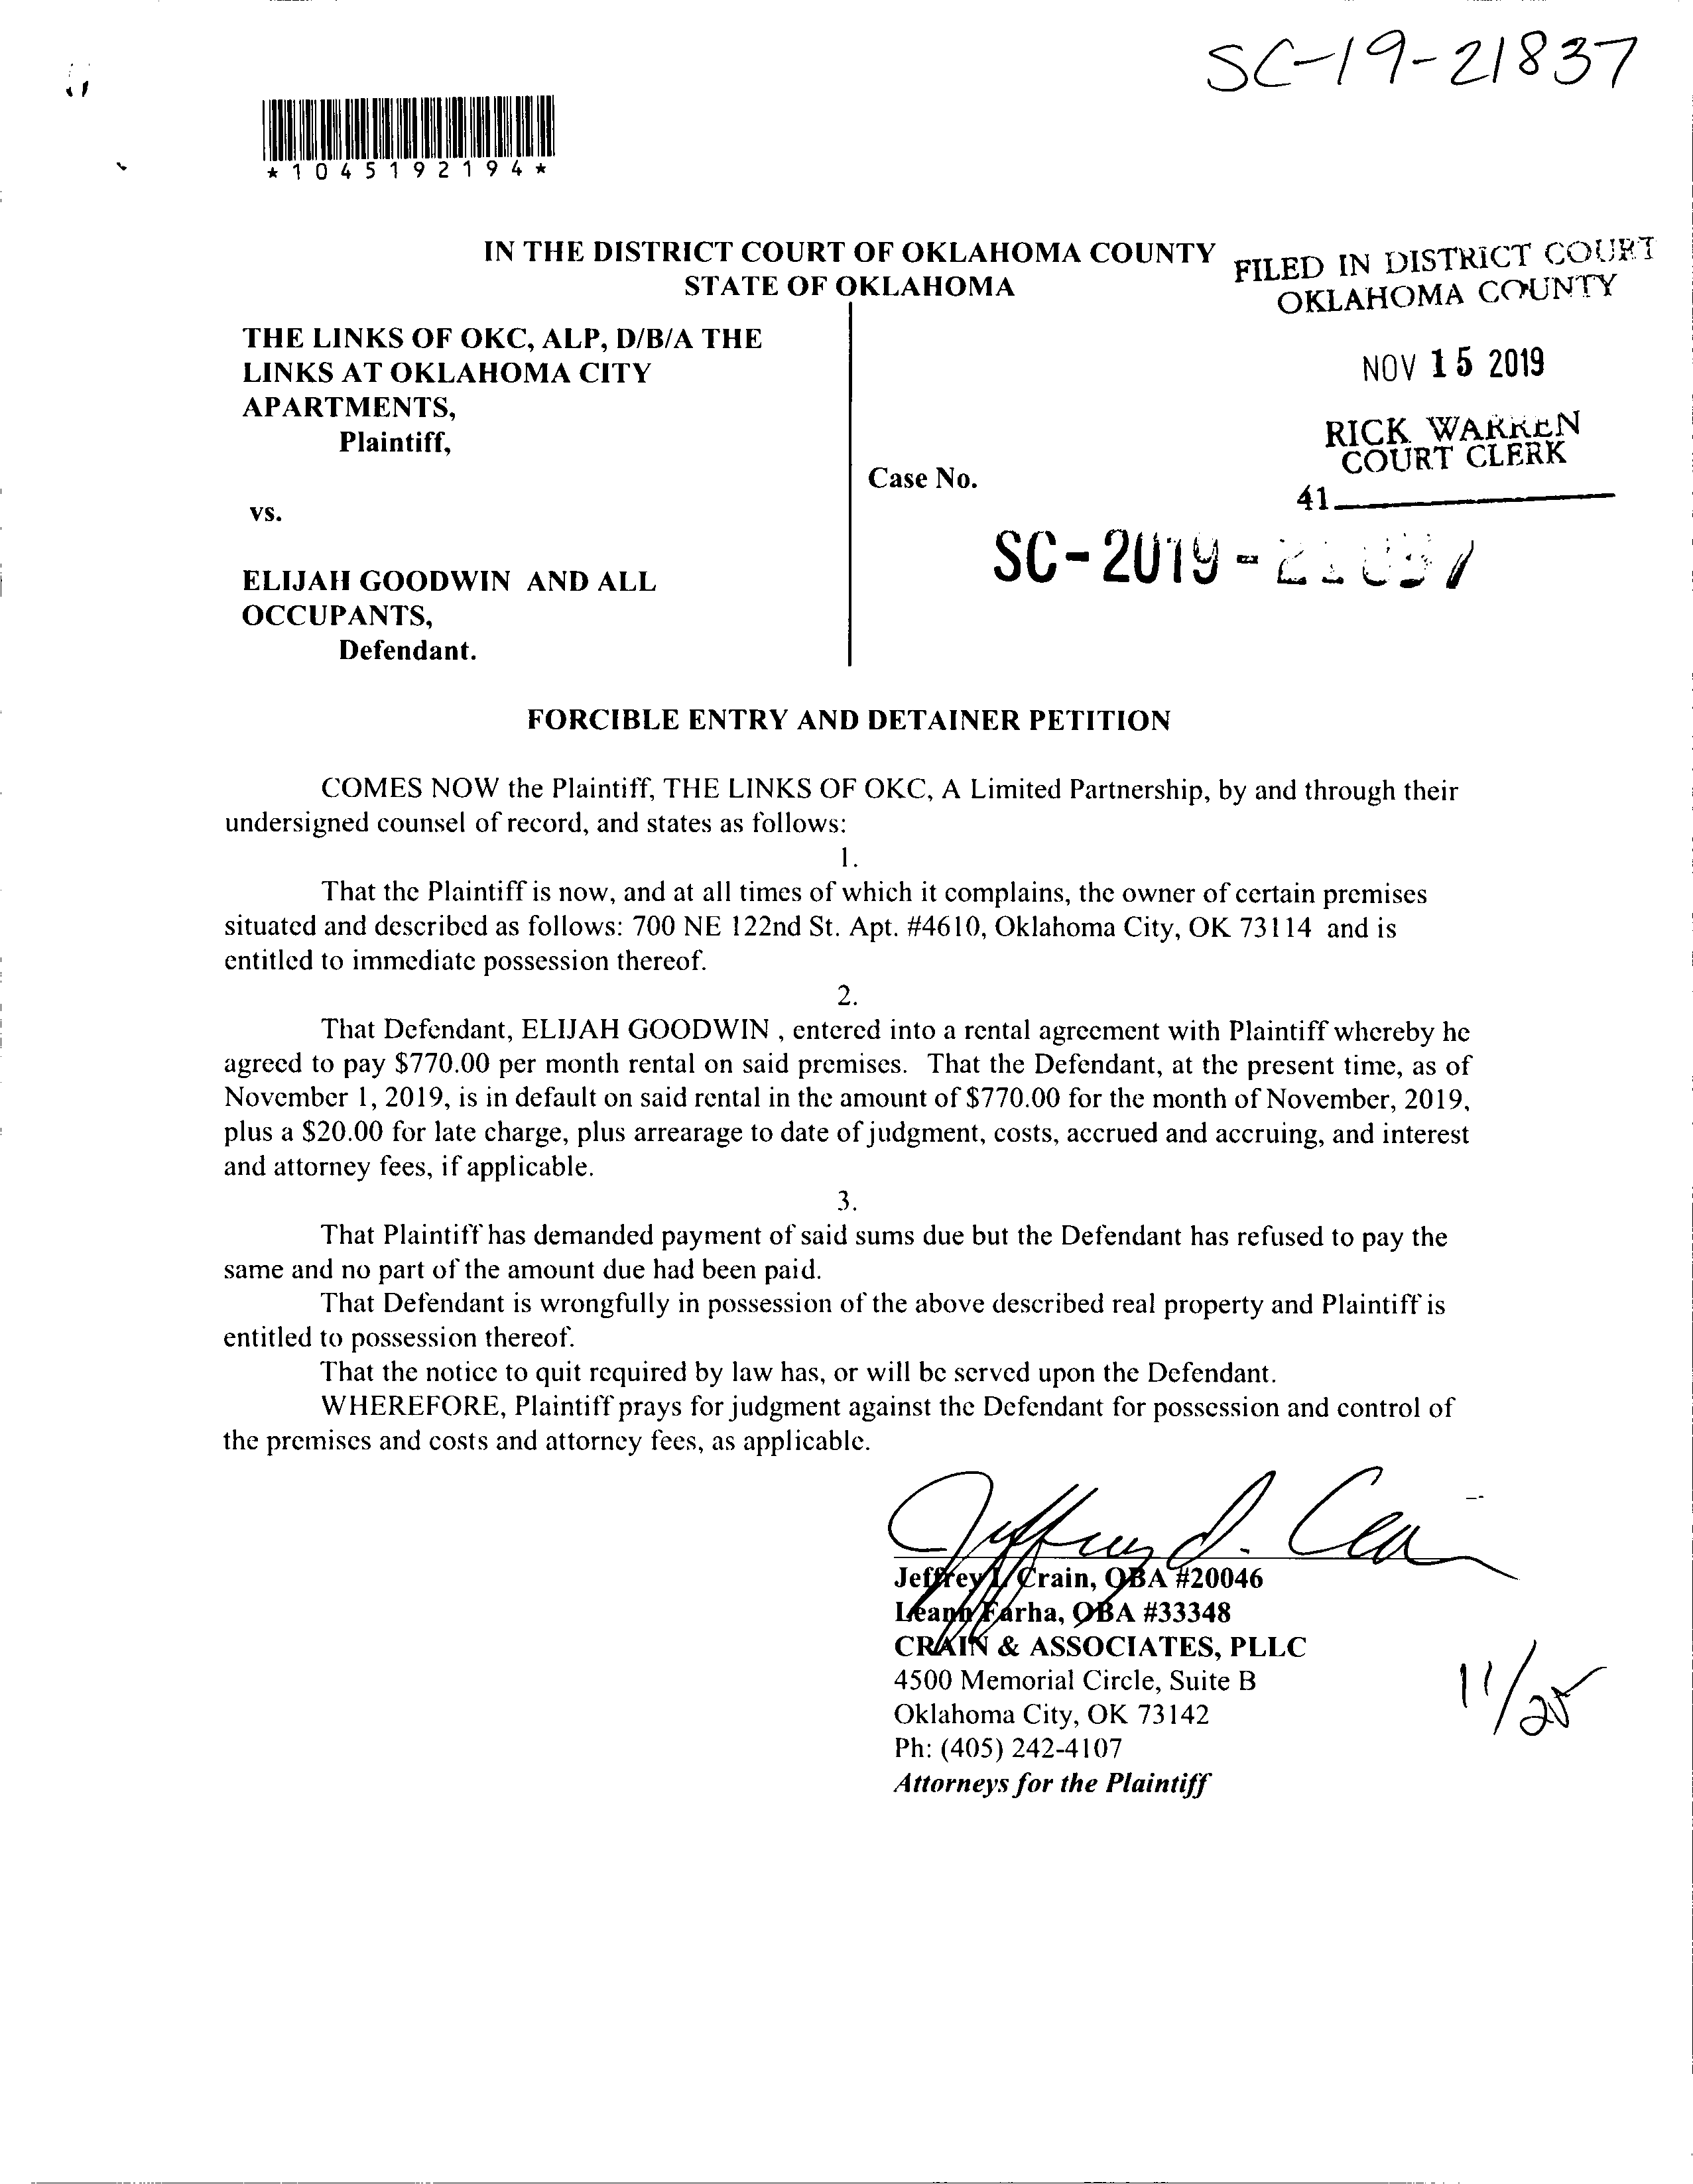 SC-19-21837
*1045192194*
IN THE DISTRICT COURT OF OKLAHOMA COUNTY
STATE OF OKLAHOMA
FILED IN DISTRICT COURT
OKLAHOMA COUNTY
NOV 15 2019
RICK WARREN
COURT CLERK
41
THE LINKS OF OKC, ALP, D/B/A THE
LINKS AT OKLAHOMA CITY
APARTMENTS,
Plaintiff,
vs.
ELIJAH GOODWIN AND ALL
OCCUPANTS,
Defendant.
Case No.
SC-2019-
FORCIBLE ENTRY AND DETAINER PETITION
COMES NOW the Plaintiff, THE LINKS OF OKC, A Limited Partnership, by and through their
undersigned counsel of record, and states as follows:
1.
That the Plaintiff is now, and at all times of which it complains, the owner of certain premises
situated and described as follows: 700 NE 122nd St. Apt. #4610, Oklahoma City, OK 73114 and is
entitled to immediate possession thereof.
2.
That Defendant, ELIJAH GOODWIN , entered into a rental agreement with Plaintiff whereby he
agreed to pay $770.00 per month rental on said premises. That the Defendant, at the present time, as of
November 1, 2019, is in default on said rental in the amount of $770.00 for the month of November, 2019,
plus a $20.00 for late charge, plus arrearage to date of judgment, costs, accrued and accruing, and interest
and attorney fees, if applicable.
3.
That Plaintiff has demanded payment of said sums due but the Defendant has refused to pay the
same and no part of the amount due had been paid.
That Defendant is wrongfully in possession of the above described real property and Plaintiff is
entitled to possession thereof.
That the notice to quit required by law has, or will be served upon the Defendant.
WHEREFORE, Plaintiff prays for judgment against the Defendant for possession and control of
the premises and costs and attorney fees, as applicable.
Jeffrey L Crain, OBA #20046
Leann Farha, OBA #33348
CRAIN & ASSOCIATES, PLLC
4500 Memorial Circle, Suite B
Oklahoma City, OK 73142
Ph: (405) 242-4107
Attorneys for the Plaintiff
11/25